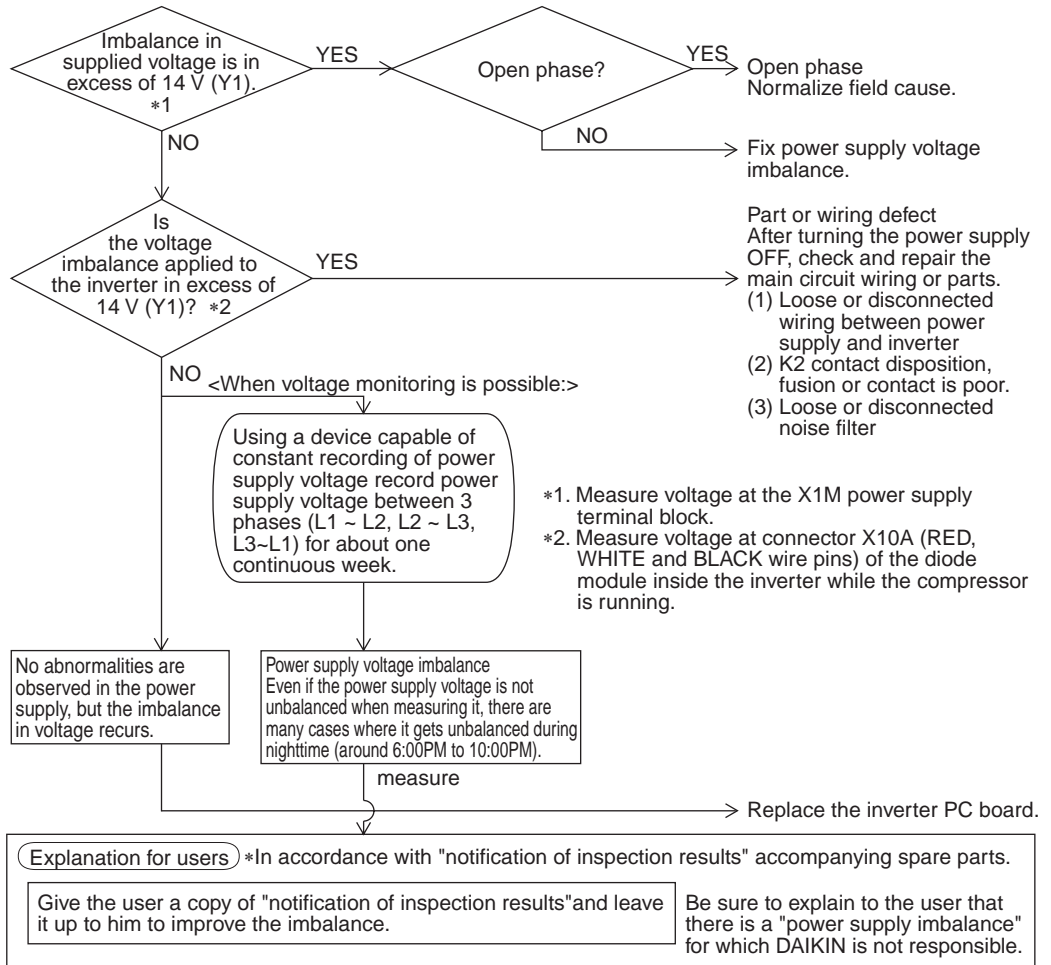 Imbalance in
supplied voltage is in
excess of 14 V (Y1).
∗1
YES
Open phase?
YES
Open phase
Normalize field cause.
NO
NO
Fix power supply voltage
imbalance.
Is
the voltage
imbalance applied to
the inverter in excess of
14 V (Y1)? ∗2
YES
Part or wiring defect
After turning the power supply
OFF, check and repair the
main circuit wiring or parts.
(1) Loose or disconnected
wiring between power
supply and inverter
(2) K2 contact disposition,
fusion or contact is poor.
(3) Loose or disconnected
noise filter
NO
<When voltage monitoring is possible:>
Using a device capable of
constant recording of power
supply voltage record power
supply voltage between 3
phases (L1 ~ L2, L2 ~ L3,
L3~L1) for about one
continuous week.
∗1. Measure voltage at the X1M power supply
terminal block.
∗2. Measure voltage at connector X10A (RED,
WHITE and BLACK wire pins) of the diode
module inside the inverter while the compressor
is running.
No abnormalities are
observed in the power
supply, but the imbalance
in voltage recurs.
Power supply voltage imbalance
Even if the power supply voltage is not
unbalanced when measuring it, there are
many cases where it gets unbalanced during
nighttime (around 6:00PM to 10:00PM).
measure
Replace the inverter PC board.
Explanation for users ∗In accordance with "notification of inspection results" accompanying spare parts.
Give the user a copy of "notification of inspection results"and leave
it up to him to improve the imbalance.
Be sure to explain to the user that
there is a "power supply imbalance"
for which DAIKIN is not responsible.